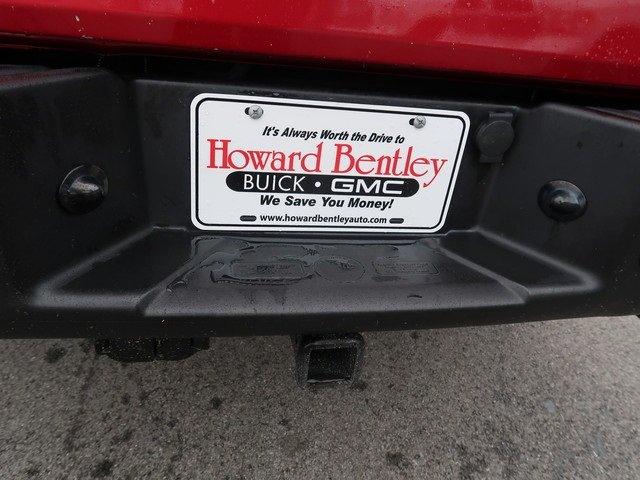 It's Always Worth the Drive to
Howard Bentley
BUICK • GMC
We Save You Money!
www.howardbentleyauto.com